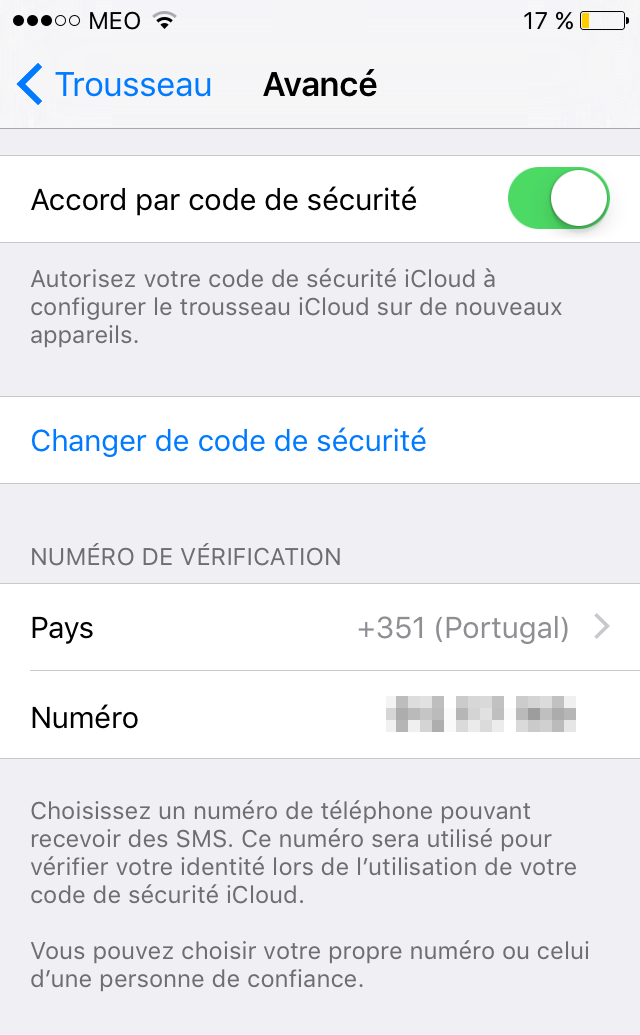 MEO 17 %
Trousseau Avancé
Accord par code de sécurité
Autorisez votre code de sécurité iCloud à
configurer le trousseau iCloud sur de nouveaux
appareils.
Changer de code de sécurité
NUMÉRO DE VÉRIFICATION
Pays +351 (Portugal)
Numéro
Choisissez un numéro de téléphone pouvant
recevoir des SMS. Ce numéro sera utilisé pour
vérifier votre identité lors de l’utilisation de votre
code de sécurité iCloud.
Vous pouvez choisir votre propre numéro ou celui
d’une personne de confiance.